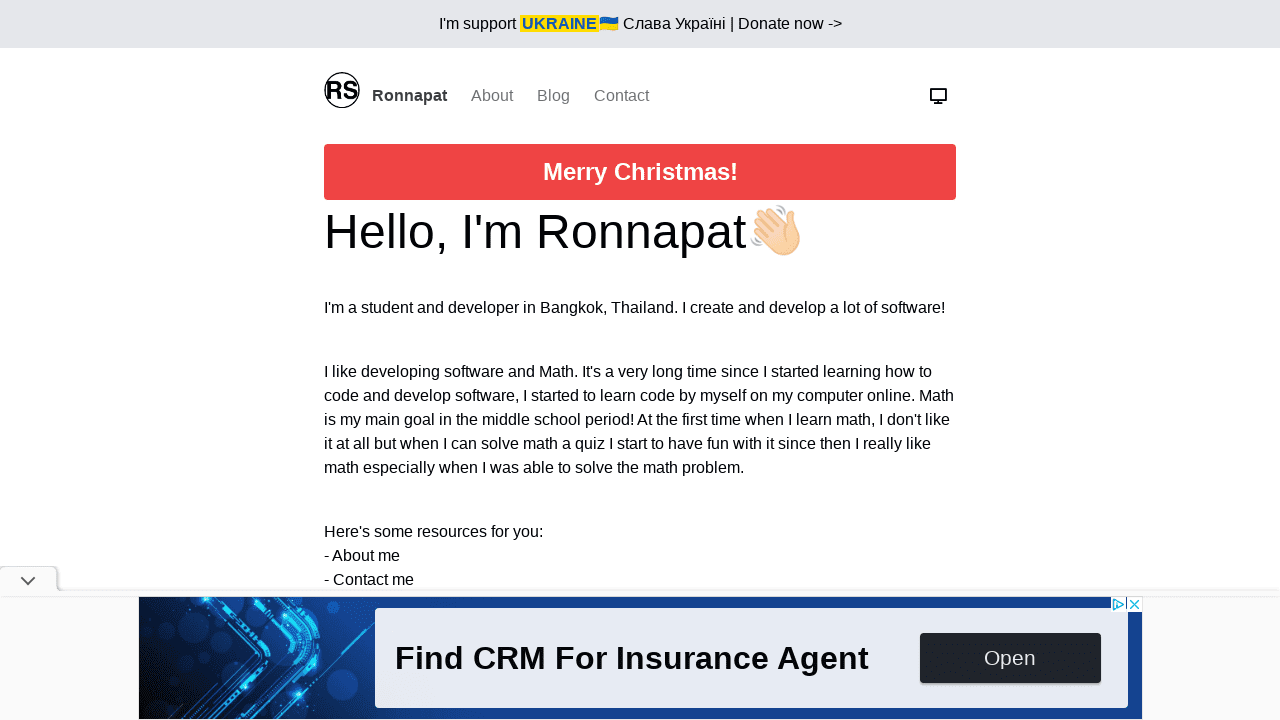 I'm support UKRAINE🇺🇦 Слава Україні | Donate now ->
RS
Ronnapat About Blog Contact
Merry Christmas!
Hello, I'm Ronnapat👋🏻
I'm a student and developer in Bangkok, Thailand. I create and develop a lot of software!
I like developing software and Math. It's a very long time since I started learning how to
code and develop software, I started to learn code by myself on my computer online. Math
is my main goal in the middle school period! At the first time when I learn math, I don't like
it at all but when I can solve math a quiz I start to have fun with it since then I really like
math especially when I was able to solve the math problem.
Here's some resources for you:
- About me
- Contact me
Find CRM For Insurance Agent
Open